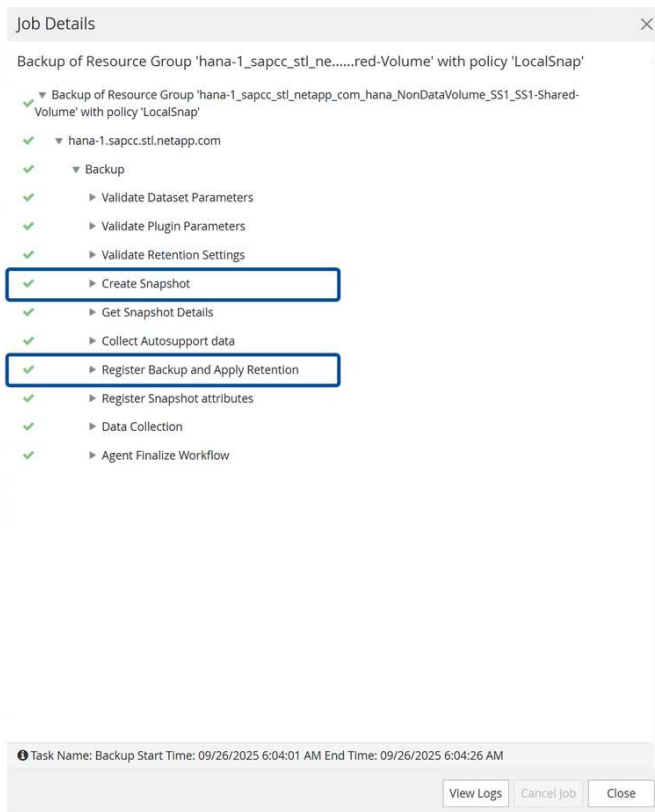 Job Details
Backup of Resource Group 'hana-1_sapcc_stl_ne......red-Volume' with policy 'LocalSnap'
Backup of Resource Group 'hana-1_sapcc_stl_netapp_com_hana_NonDataVolume_SS1_SS1-Shared-
Volume' with policy 'LocalSnap'
hana-1.sapcc.stl.netapp.com
Backup
Validate Dataset Parameters
Validate Plugin Parameters
Validate Retention Settings
Create Snapshot
Get Snapshot Details
Collect Autosupport data
Register Backup and Apply Retention
Register Snapshot attributes
Data Collection
Agent Finalize Workflow
Task Name: Backup Start Time: 09/26/2025 6:04:01 AM End Time: 09/26/2025 6:04:26 AM
View Logs Cancel Job Close